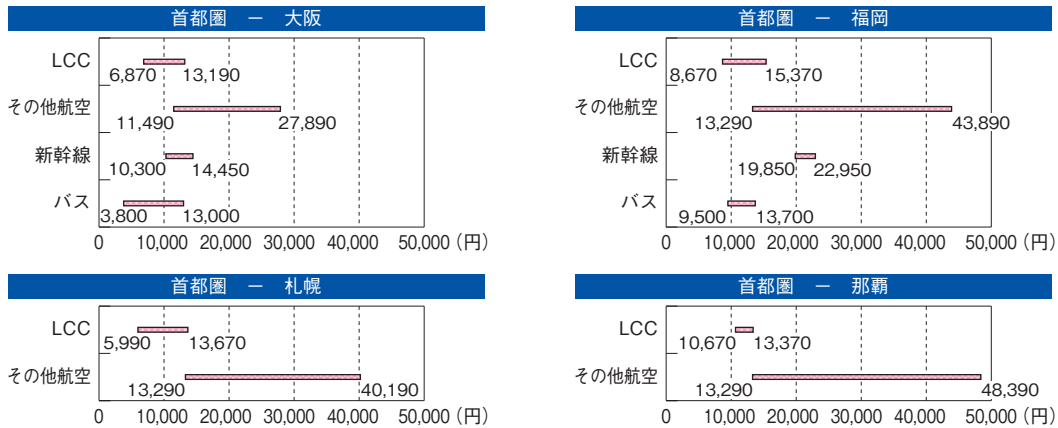 首都圏 － 大阪
LCC
6,870 13,190
その他航空
11,490 27,890
新幹線
10,300 14,450
バス
3,800 13,000
0 10,000 20,000 30,000 40,000 50,000（円）
首都圏 － 福岡
LCC
8,670 15,370
その他航空
13,290 43,890
新幹線
19,850 22,950
バス
9,500 13,700
0 10,000 20,000 30,000 40,000 50,000（円）
首都圏 － 札幌
LCC
5,990 13,670
その他航空
13,290 40,190
0 10,000 20,000 30,000 40,000 50,000（円）
首都圏 － 那覇
LCC
10,670 13,370
その他航空
13,290 48,390
0 10,000 20,000 30,000 40,000 50,000（円）